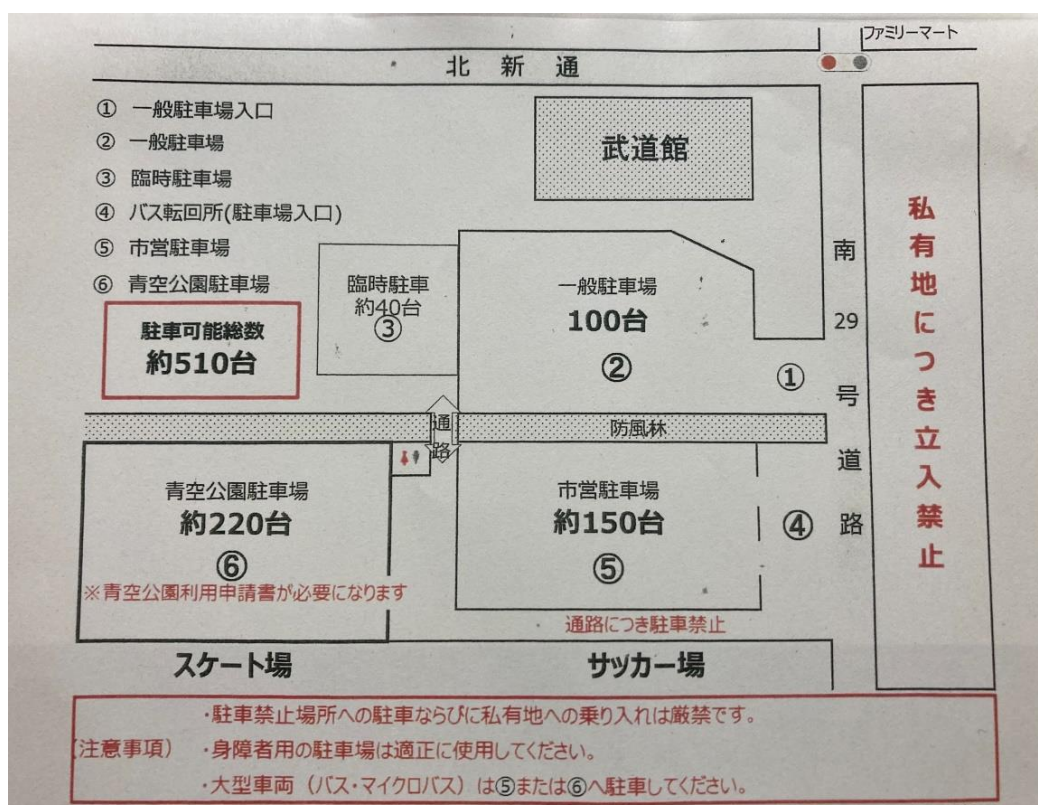 ファミリーマート
北新通
① 一般駐車場入口
② 一般駐車場
③ 臨時駐車場
④ バス転回所(駐車場入口)
⑤ 市営駐車場
⑥ 青空公園駐車場
駐車可能総数
約510台
武道館
臨時駐車
約40台
③
一般駐車場
100台
②
①
南29号道路
私有地につき立入禁止
通路
防風林
青空公園駐車場
約220台
⑥
※青空公園利用申請書が必要になります
市営駐車場
約150台
⑤
④
通路につき駐車禁止
スケート場
サッカー場
(注意事項)
・駐車禁止場所への駐車ならびに私有地への乗り入れは厳禁です。
・身障者用の駐車場は適正に使用してください。
・大型車両(バス・マイクロバス)は⑤または⑥へ駐車してください。